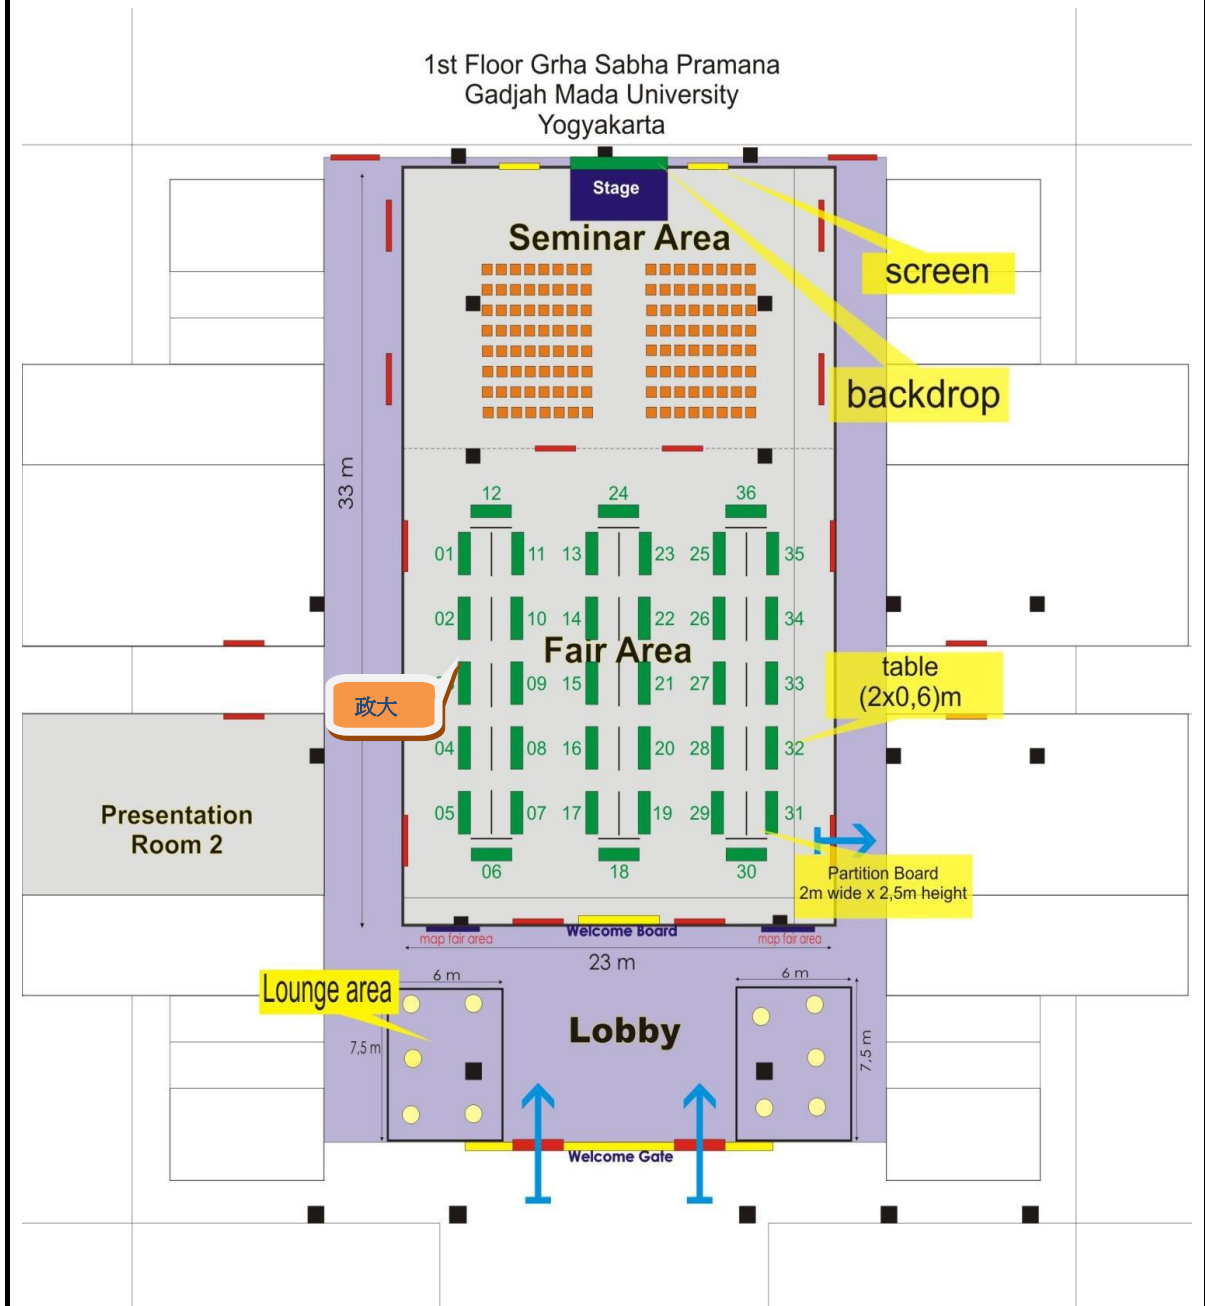 1st Floor Grha Sabha Pramana
Gadjah Mada University
Yogyakarta
Stage
Seminar Area
screen
backdrop
33 m
12 24 36
01 11 13 23 25 35
02 10 14 22 26 34
Fair Area
09 15 21 27 33
政大
table
(2x0,6)m
04 08 16 20 28 32
05 07 17 19 29 31
06 18 30
Presentation
Room 2
Partition Board
2m wide x 2,5m height
map fair area
Welcome Board
map fair area
23 m
6 m
6 m
Lounge area
7,5 m
Lobby
7,5 m
Welcome Gate